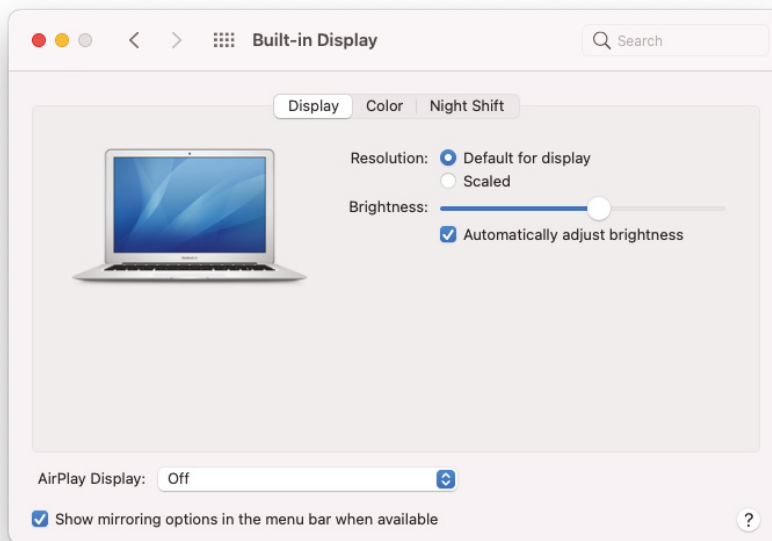 Built-in Display
Search
Display Color Night Shift
Resolution: Default for display
Scaled
Brightness:
Automatically adjust brightness
AirPlay Display: Off
Show mirroring options in the menu bar when available
?